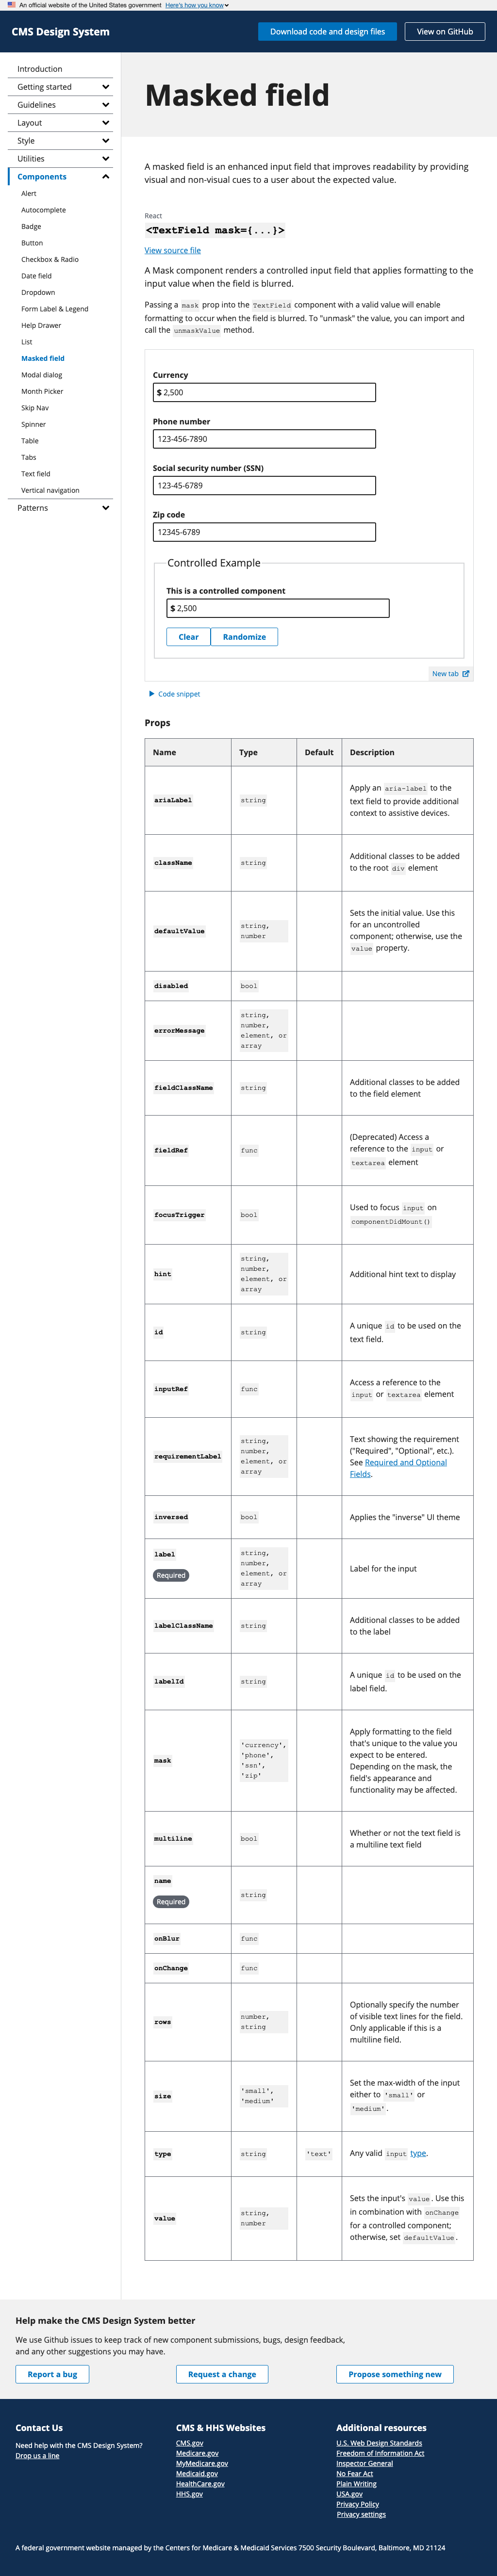 An official website of the United States government Here's how you know
CMS Design System
Download code and design files
View on GitHub
Introduction
Getting started
Guidelines
Layout
Style
Utilities
Components
Alert
Autocomplete
Badge
Button
Checkbox & Radio
Date field
Dropdown
Form Label & Legend
Help Drawer
List
Masked field
Modal dialog
Month Picker
Skip Nav
Spinner
Table
Tabs
Text field
Vertical navigation
Patterns
Masked field
A masked field is an enhanced input field that improves readability by providing
visual and non-visual cues to a user about the expected value.
React
<TextField mask={...}>
View source file
A Mask component renders a controlled input field that applies formatting to the
input value when the field is blurred.
Passing a mask prop into the TextField component with a valid value will enable
formatting to occur when the field is blurred. To "unmask" the value, you can import and
call the unmaskValue method.
Currency
$ 2,500
Phone number
123-456-7890
Social security number (SSN)
123-45-6789
Zip code
12345-6789
Controlled Example
This is a controlled component
$ 2,500
Clear
Randomize
New tab
Code snippet
Props
Name Type Default Description
ariaLabel string Apply an aria-label to the
text field to provide additional
context to assistive devices.
className string Additional classes to be added
to the root div element
defaultValue string,
number
Sets the initial value. Use this
for an uncontrolled
component; otherwise, use the
value property.
disabled bool
errorMessage string,
number,
element, or
array
fieldClassName string Additional classes to be added
to the field element
fieldRef func (Deprecated) Access a
reference to the input or
textarea element
focusTrigger bool Used to focus input on
componentDidMount()
hint string,
number,
element, or
array
Additional hint text to display
id string A unique id to be used on the
text field.
inputRef func Access a reference to the
input or textarea element
requirementLabel string,
number,
element, or
array
Text showing the requirement
("Required", "Optional", etc.).
See Required and Optional
Fields.
inversed bool Applies the "inverse" UI theme
label
Required
string,
number,
element, or
array
Label for the input
labelClassName string Additional classes to be added
to the label
labelId string A unique id to be used on the
label field.
mask 'currency',
'phone',
'ssn',
'zip'
Apply formatting to the field
that's unique to the value you
expect to be entered.
Depending on the mask, the
field's appearance and
functionality may be affected.
multiline bool Whether or not the text field is
a multiline text field
name
Required
string
onBlur func
onChange func
rows number,
string
Optionally specify the number
of visible text lines for the field.
Only applicable if this is a
multiline field.
size 'small',
'medium'
Set the max-width of the input
either to 'small' or
'medium'.
type string 'text' Any valid input type.
value string,
number
Sets the input's value. Use this
in combination with onChange
for a controlled component;
otherwise, set defaultValue.
Help make the CMS Design System better
We use Github issues to keep track of new component submissions, bugs, design feedback,
and any other suggestions you may have.
Report a bug
Request a change
Propose something new
Contact Us
Need help with the CMS Design System?
Drop us a line
CMS & HHS Websites
CMS.gov
Medicare.gov
MyMedicare.gov
Medicaid.gov
HealthCare.gov
HHS.gov
Additional resources
U.S. Web Design Standards
Freedom of Information Act
Inspector General
No Fear Act
Plain Writing
USA.gov
Privacy Policy
Privacy settings
A federal government website managed by the Centers for Medicare & Medicaid Services 7500 Security Boulevard, Baltimore, MD 21124